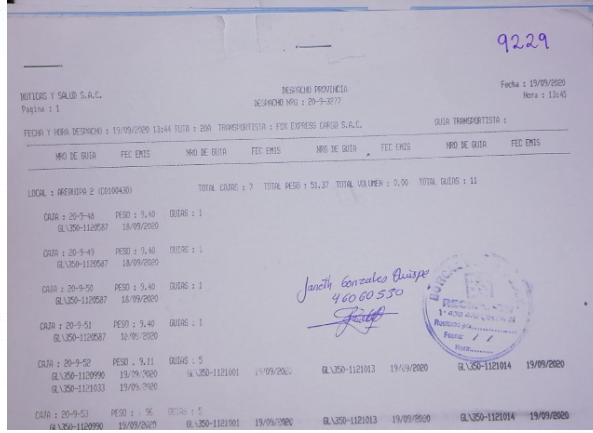 9229
BOTICAS Y SALUD S.A.C.
Pagina : 1
DESPACHO PROVINCIA
DESPACHO NRO : 20-9-3277
Fecha : 19/09/2020
Hora : 13:45
FECHA Y HORA DESPACHO : 19/09/2020 13:44 RUTA : 20A TRANSPORTISTA : FOX EXPRESS CARGO S.A.C. GUIA TRANSPORTISTA :
NRO DE GUIA FEC EMIS NRO DE GUIA FEC EMIS NRO DE GUIA FEC EMIS NRO DE GUIA FEC EMIS
LOCAL : AREQUIPA 2 (C0100430) TOTAL CAJAS : 7 TOTAL PESO : 51.37 TOTAL VOLUMEN : 0.00 TOTAL GUIAS : 11
CAJA : 20-9-48 PESO : 9.40 GUIAS : 1
GL\350-1120587 18/09/2020
CAJA : 20-9-49 PESO : 9.40 GUIAS : 1
GL\350-1120587 18/09/2020
CAJA : 20-9-50 PESO : 9.40 GUIAS : 1
GL\350-1120587 18/09/2020
CAJA : 20-9-51 PESO : 9.40 GUIAS : 1
GL\350-1120587 18/09/2020
Janeth Gonzales Quispe
46060530
Fecha: / /
Hora:
CAJA : 20-9-52 PESO : 9.11 GUIAS : 5
GL\350-1120990 19/09/2020 GL\350-1121001 19/09/2020 GL\350-1121013 19/09/2020 GL\350-1121014 19/09/2020
GL\350-1121033 19/09/2020
CAJA : 20-9-53 PESO : 96 GUIAS : 5
GL\350-1120990 19/09/2020 GL\350-1121001 19/09/2020 GL\350-1121013 19/09/2020 GL\350-1121014 19/09/2020